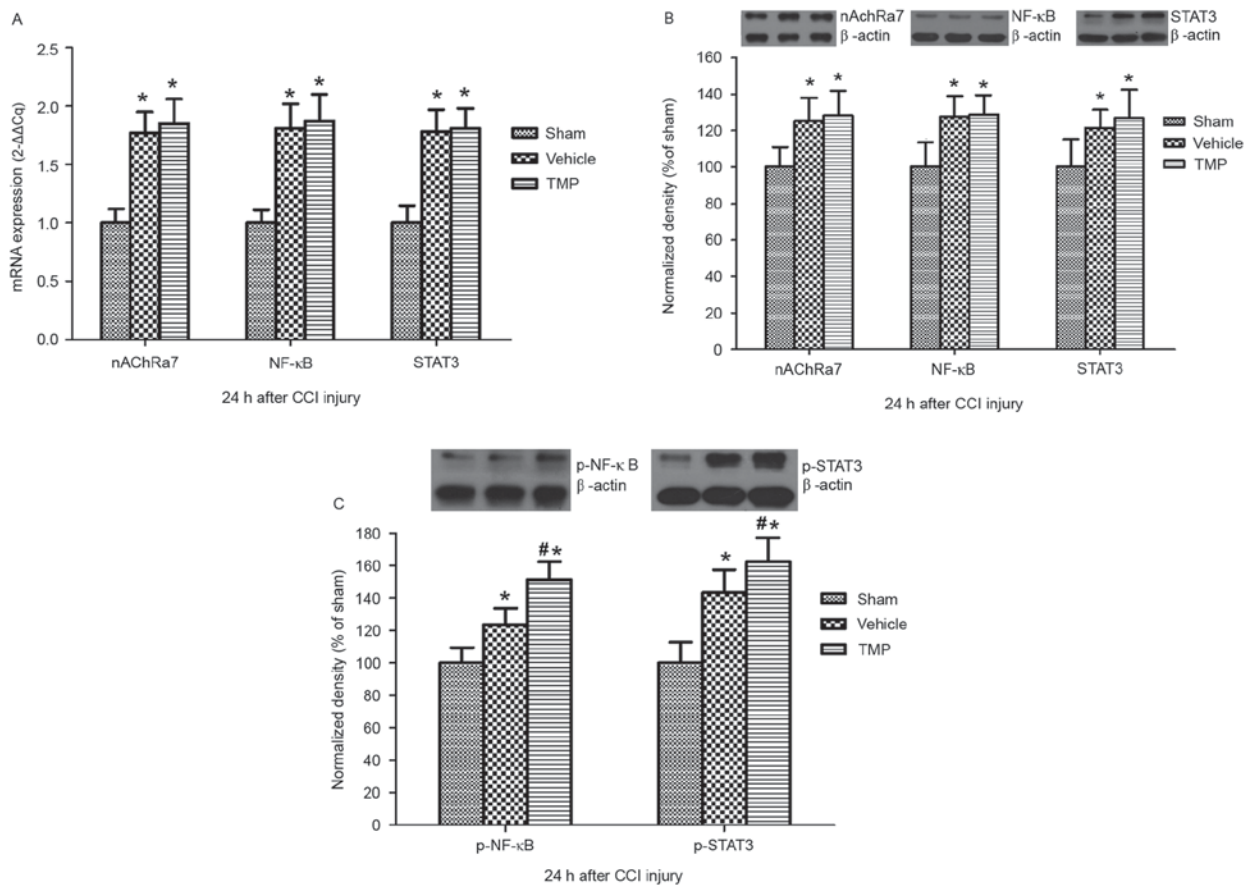 A
mRNA expression (2-ΔΔCq)
2.5
2.0
1.5
1.0
0.5
0.0
* * * * * *
nAChRa7 NF-κB STAT3
24 h after CCI injury
Sham
Vehicle
TMP
B
nAchRa7
β-actin
NF-κB
β-actin
STAT3
β-actin
Normalized density (%of sham)
160
140
120
100
80
60
40
20
0
* * * * * *
nAChRa7 NF-κB STAT3
24 h after CCI injury
Sham
Vehicle
TMP
C
p-NF-κ B
β -actin
p-STAT3
β -actin
Normalized density (% of sham)
180
160
140
120
100
80
60
40
20
0
* #* * #*
p-NF-κB p-STAT3
24 h after CCI injury
Sham
Vehicle
TMP